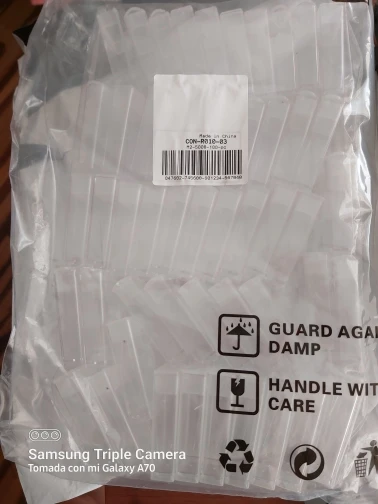 Made in China
CON-R010-03
GUARD AGAI
DAMP
HANDLE WIT
CARE
Samsung Triple Camera
Tomada con mi Galaxy A70